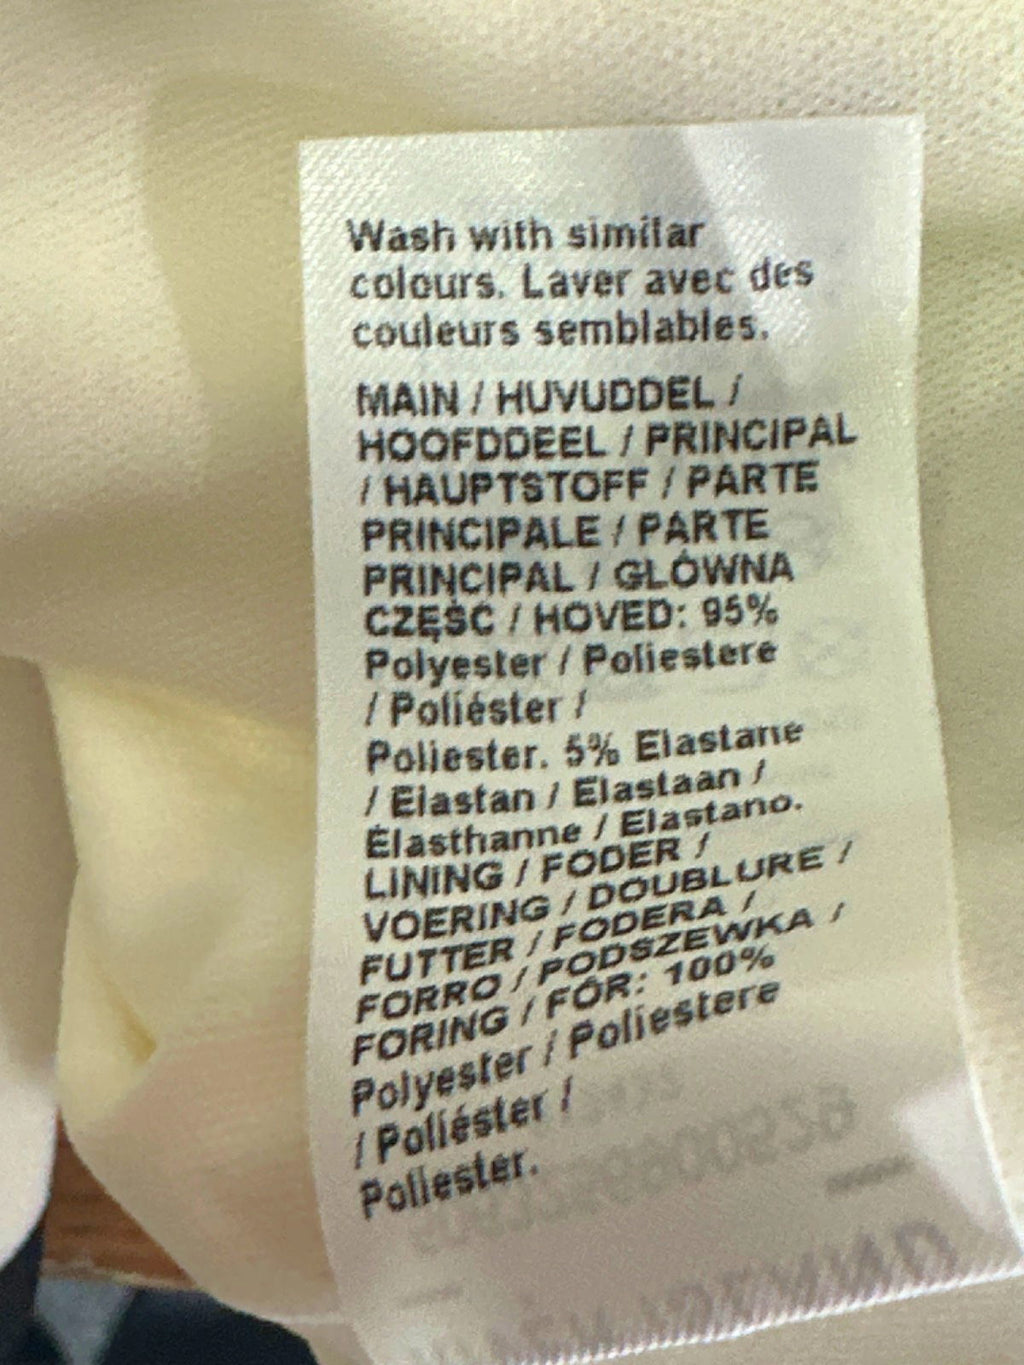 Wash with similar
colours. Laver avec des
couleurs semblables.
MAIN / HUVUDDEL /
HOOFDDEEL / PRINCIPAL
/ HAUPTSTOFF / PARTE
PRINCIPALE / PARTE
PRINCIPAL / GŁÓWNA
CZĘŚĆ / HOVED: 95%
Polyester / Poliestere
/ Poliéster /
Poliester. 5% Elastane
/ Elastan / Elastaan /
Élasthanne / Elastano.
LINING / FODER /
VOERING / DOUBLURE /
FUTTER / FODERA /
FORRO / PODSZEWKA /
FORING / FÓR: 100%
Polyester / Poliestere
/ Poliéster /
Poliester.